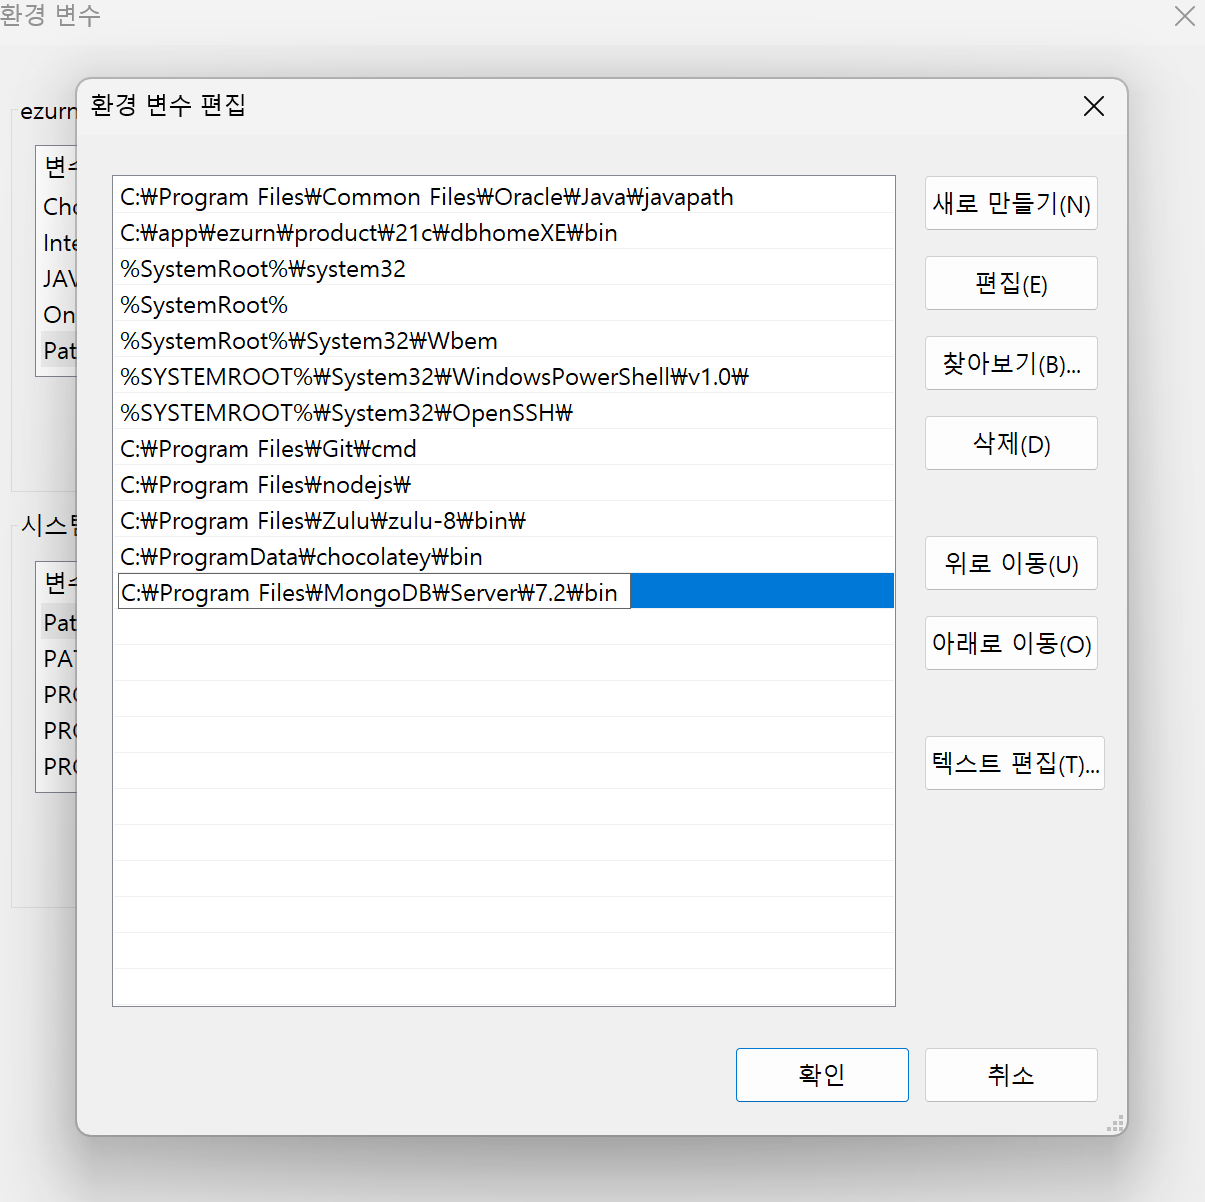 환경 변수
환경 변수 편집
ezurn
변수
C:₩Program Files₩Common Files₩Oracle₩Java₩javapath
C:₩app₩ezurn₩product₩21c₩dbhomeXE₩bin
%SystemRoot%₩system32
%SystemRoot%
%SystemRoot%₩System32₩Wbem
%SYSTEMROOT%₩System32₩WindowsPowerShell₩v1.0₩
%SYSTEMROOT%₩System32₩OpenSSH₩
C:₩Program Files₩Git₩cmd
C:₩Program Files₩nodejs₩
C:₩Program Files₩Zulu₩zulu-8₩bin₩
C:₩ProgramData₩chocolatey₩bin
C:₩Program Files₩MongoDB₩Server₩7.2₩bin
Cho
Inte
JAV
On
Pat
시스템
변수
Pat
PAT
PRO
PRO
PRO
새로 만들기(N)
편집(E)
찾아보기(B)...
삭제(D)
위로 이동(U)
아래로 이동(O)
텍스트 편집(T)...
확인
취소